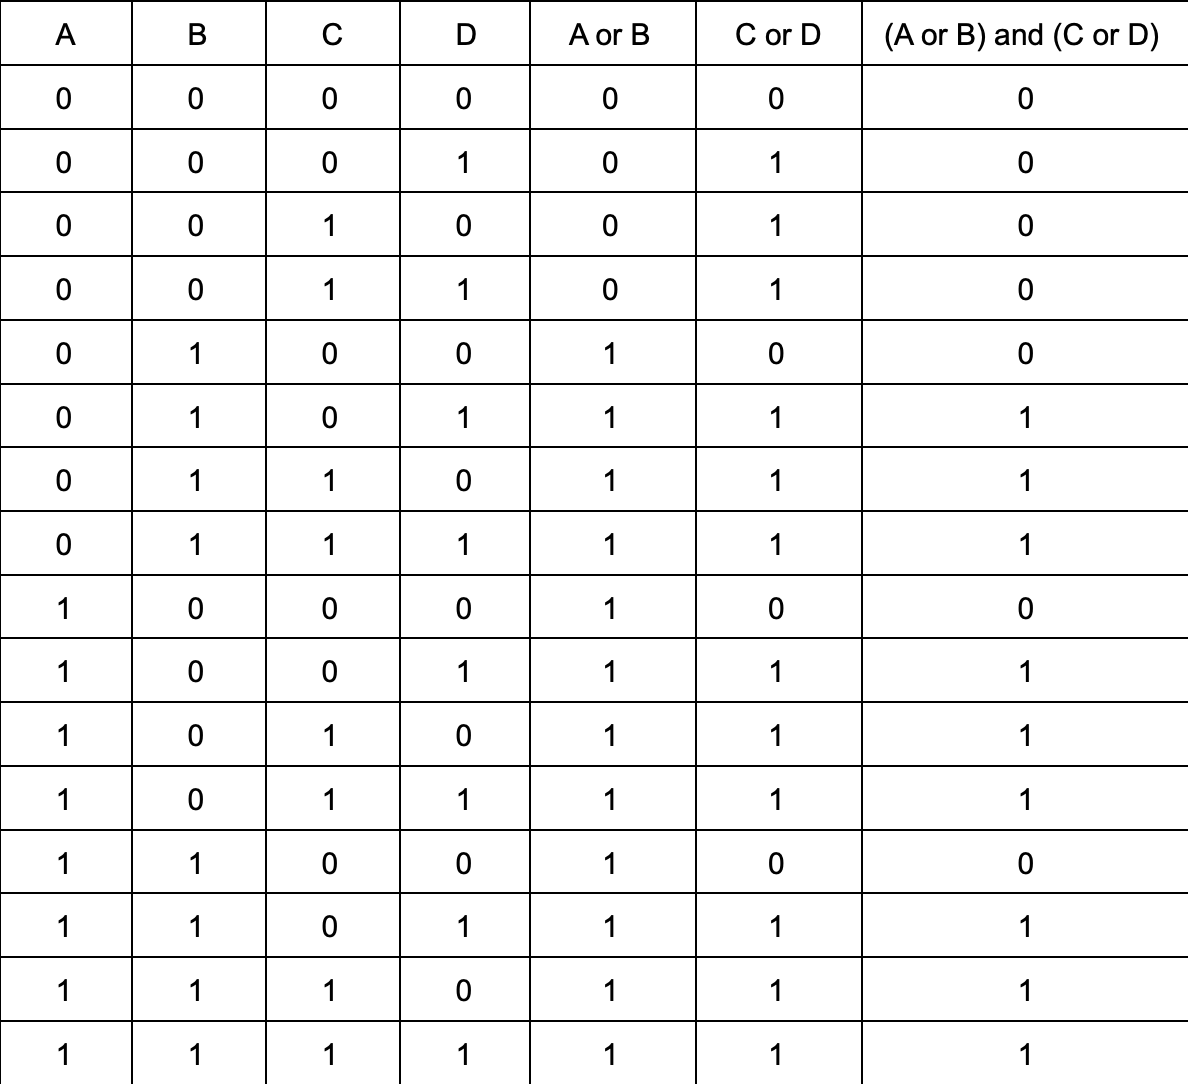 A B C D A or B C or D (A or B) and (C or D)
0 0 0 0 0 0 0
0 0 0 1 0 1 0
0 0 1 0 0 1 0
0 0 1 1 0 1 0
0 1 0 0 1 0 0
0 1 0 1 1 1 1
0 1 1 0 1 1 1
0 1 1 1 1 1 1
1 0 0 0 1 0 0
1 0 0 1 1 1 1
1 0 1 0 1 1 1
1 0 1 1 1 1 1
1 1 0 0 1 0 0
1 1 0 1 1 1 1
1 1 1 0 1 1 1
1 1 1 1 1 1 1